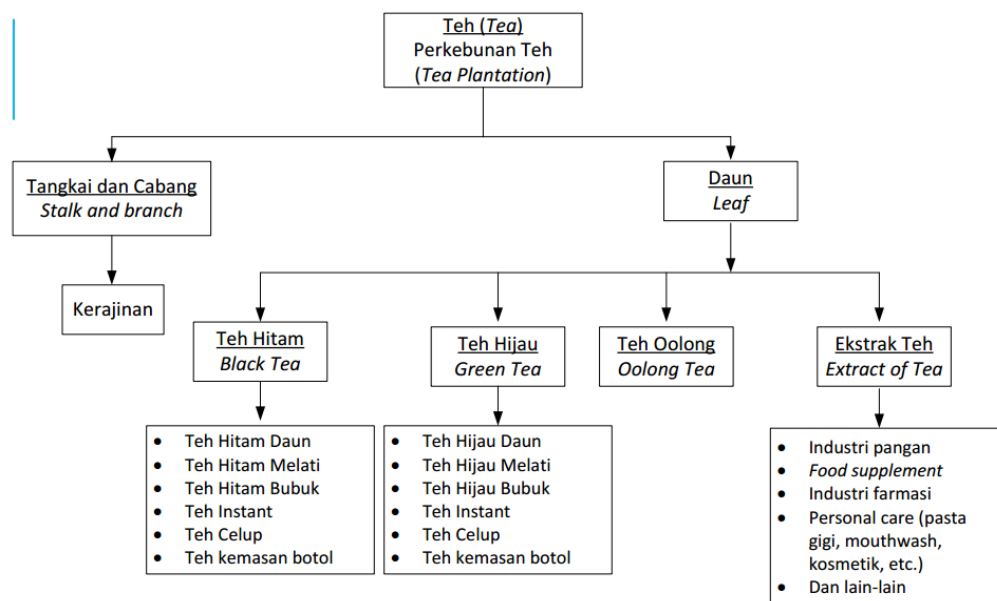 Teh (Tea)
Perkebunan Teh
(Tea Plantation)
Tangkai dan Cabang
Stalk and branch
Daun
Leaf
Kerajinan
Teh Hitam
Black Tea
Teh Hijau
Green Tea
Teh Oolong
Oolong Tea
Ekstrak Teh
Extract of Tea
• Teh Hitam Daun
• Teh Hitam Melati
• Teh Hitam Bubuk
• Teh Instant
• Teh Celup
• Teh kemasan botol
• Teh Hijau Daun
• Teh Hijau Melati
• Teh Hijau Bubuk
• Teh Instant
• Teh Celup
• Teh kemasan botol
• Industri pangan
• Food supplement
• Industri farmasi
• Personal care (pasta
gigi, mouthwash,
kosmetik, etc.)
• Dan lain-lain